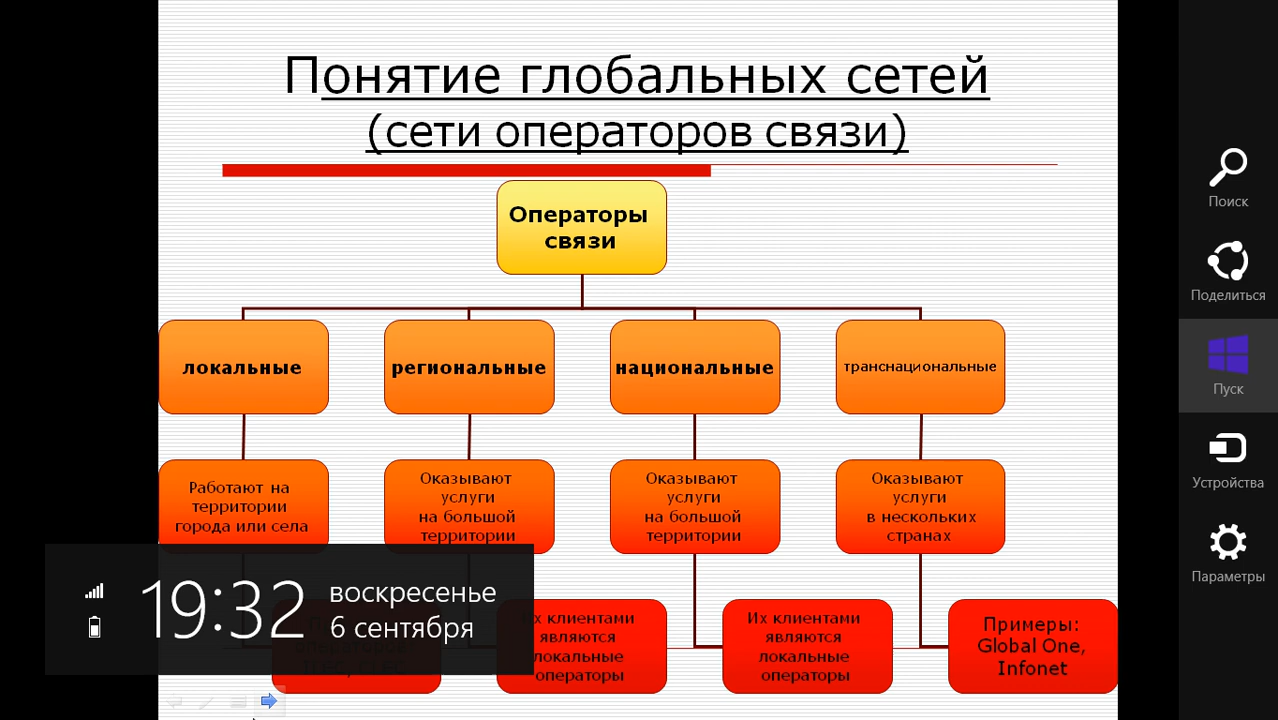 Понятие глобальных сетей
(сети операторов связи)
Операторы
связи
локальные
региональные
национальные
транснациональные
Работают на
территории
города или села
Оказывают
услуги
на большой
территории
Оказывают
услуги
на большой
территории
Оказывают
услуги
в нескольких
странах
Их клиентами
являются
локальные
операторы
Их клиентами
являются
локальные
операторы
Примеры:
Global One,
Infonet
19:32
воскресенье
6 сентября
Поиск
Поделиться
Пуск
Устройства
Параметры